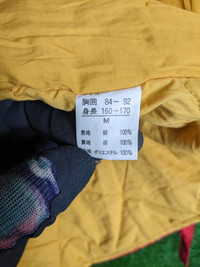 胸囲 84～ 92
身長 160～170
M
表地 綿 100%
裏地 綿 100%
ポリエステル 100%